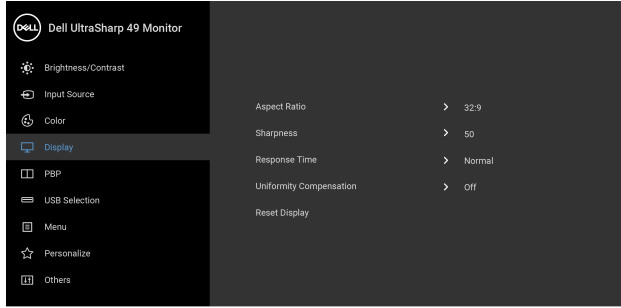 DELL Dell UltraSharp 49 Monitor
Brightness/Contrast
Input Source
Color
Display
PBP
USB Selection
Menu
Personalize
Others
Aspect Ratio > 32:9
Sharpness > 50
Response Time > Normal
Uniformity Compensation > Off
Reset Display